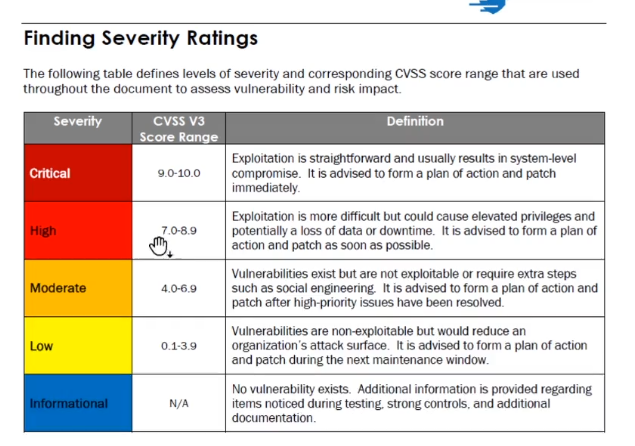 Finding Severity Ratings
The following table defines levels of severity and corresponding CVSS score range that are used
throughout the document to assess vulnerability and risk impact.
Severity
CVSS V3
Score Range
Definition
Critical
9.0-10.0
Exploitation is straightforward and usually results in system-level
compromise. It is advised to form a plan of action and patch
immediately.
High
7.0-8.9
Exploitation is more difficult but could cause elevated privileges and
potentially a loss of data or downtime. It is advised to form a plan of
action and patch as soon as possible.
Moderate
4.0-6.9
Vulnerabilities exist but are not exploitable or require extra steps
such as social engineering. It is advised to form a plan of action and
patch after high-priority issues have been resolved.
Low
0.1-3.9
Vulnerabilities are non-exploitable but would reduce an
organization's attack surface. It is advised to form a plan of action
and patch during the next maintenance window.
Informational
N/A
No vulnerability exists. Additional information is provided regarding
items noticed during testing, strong controls, and additional
documentation.